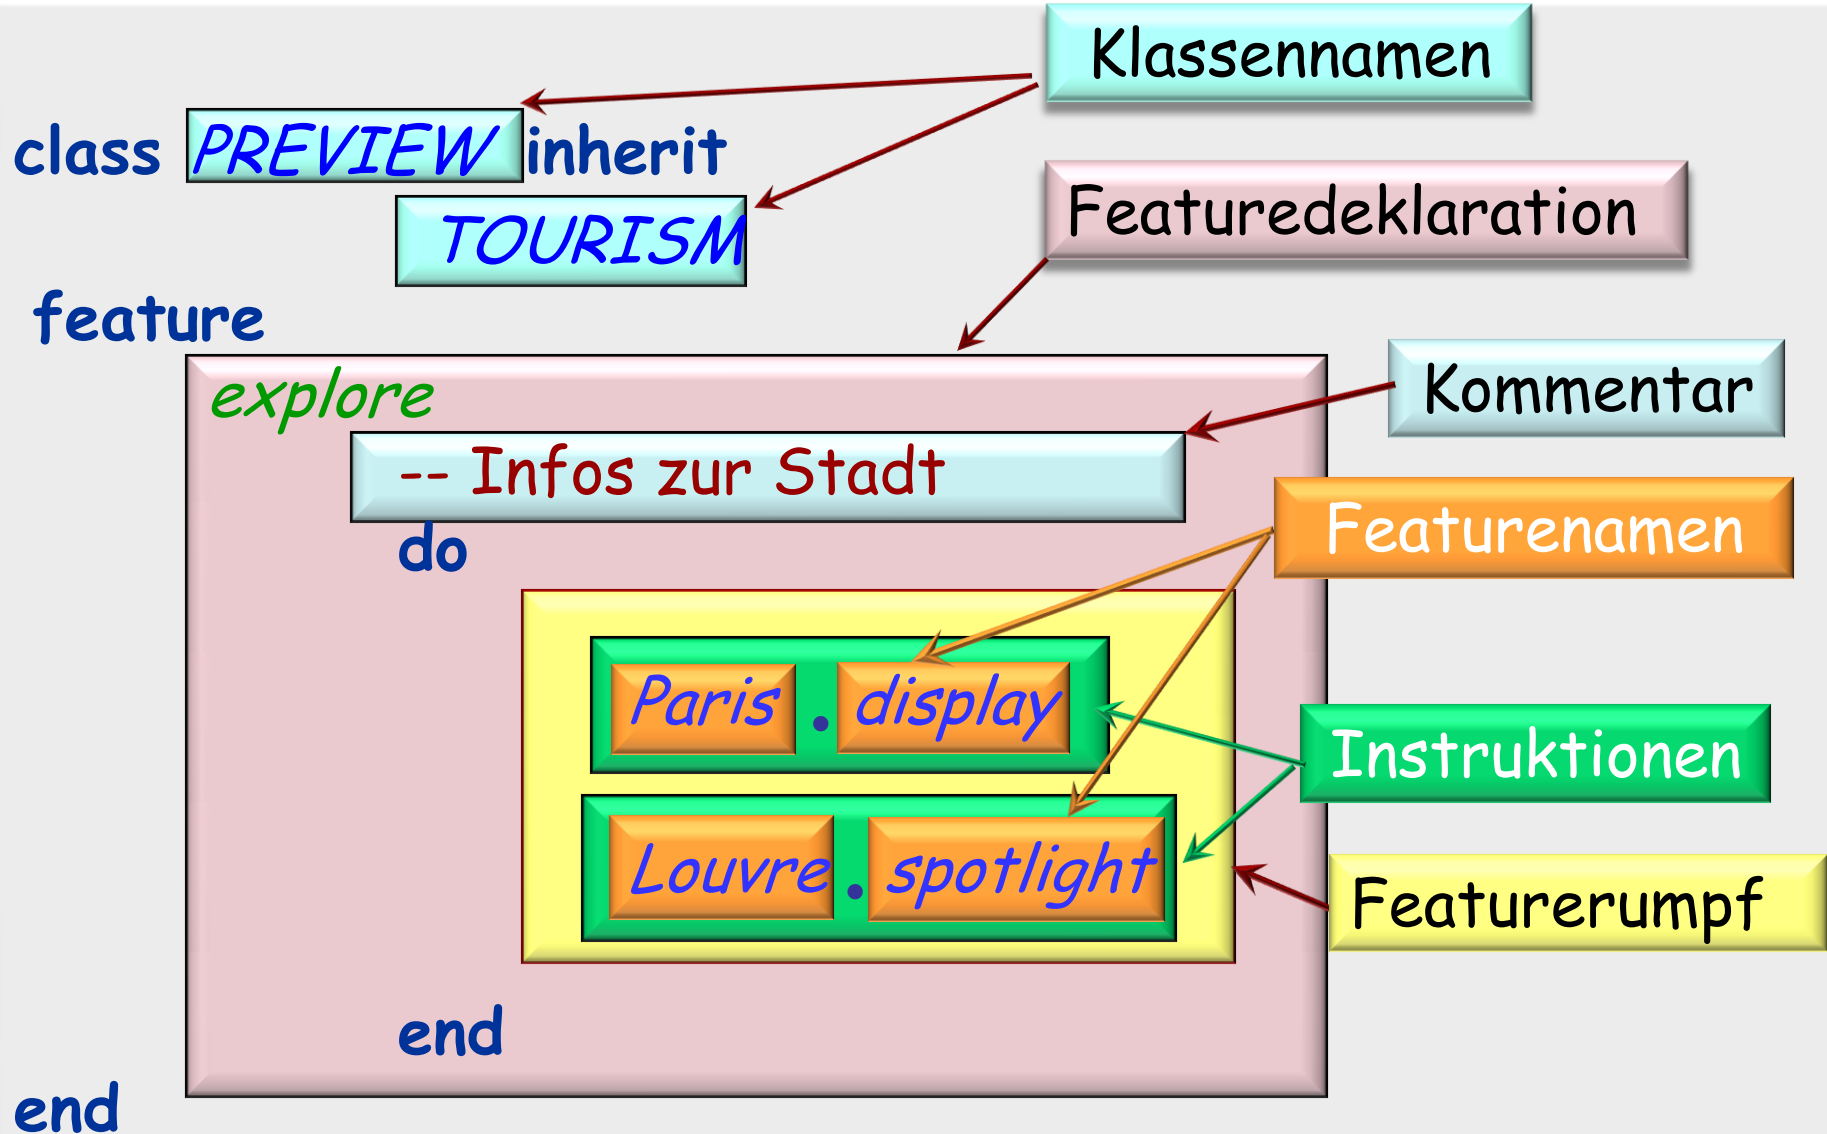 Klassennamen
class PREVIEW inherit
TOURISM
Featuredeklaration
feature
explore
Kommentar
-- Infos zur Stadt
Featurenamen
do
Paris . display
Instruktionen
Louvre . spotlight
Featurerumpf
end
end